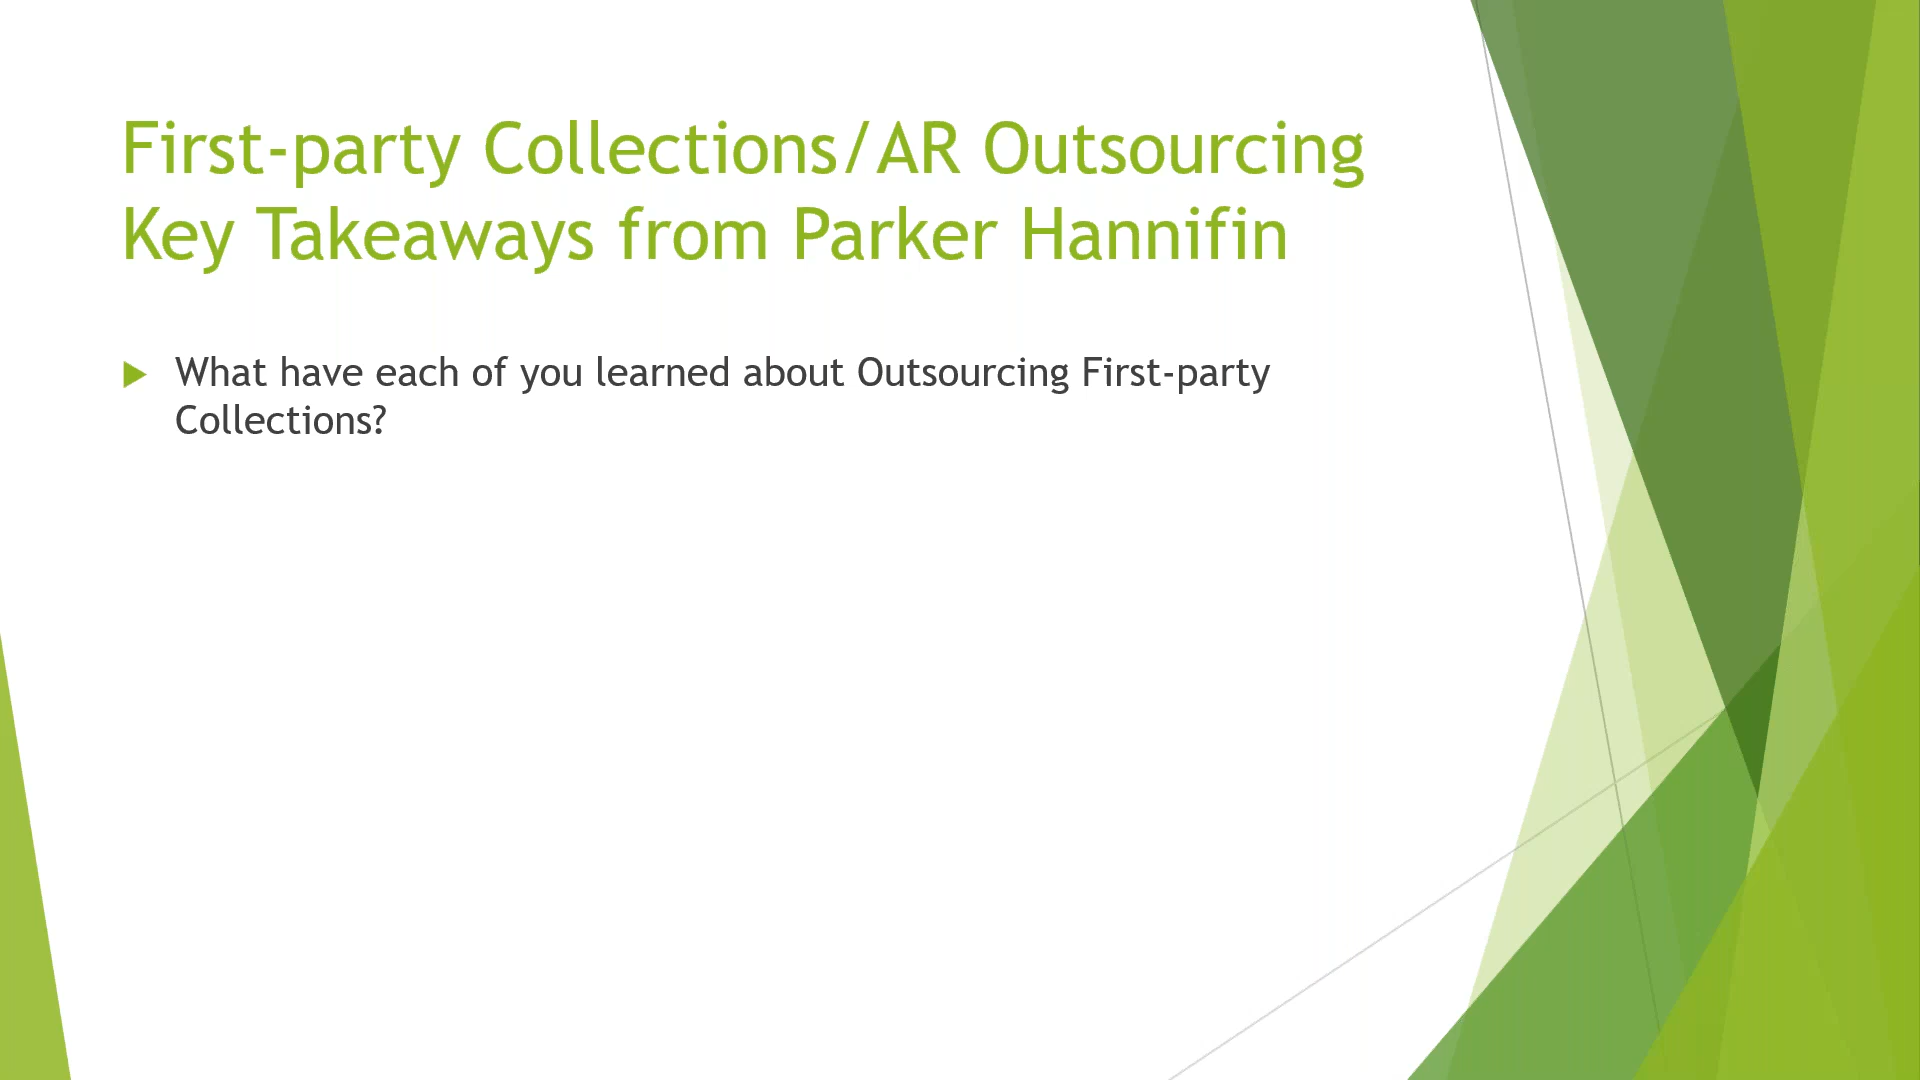 First-party Collections/AR Outsourcing
Key Takeaways from Parker Hannifin
What have each of you learned about Outsourcing First-party
Collections?